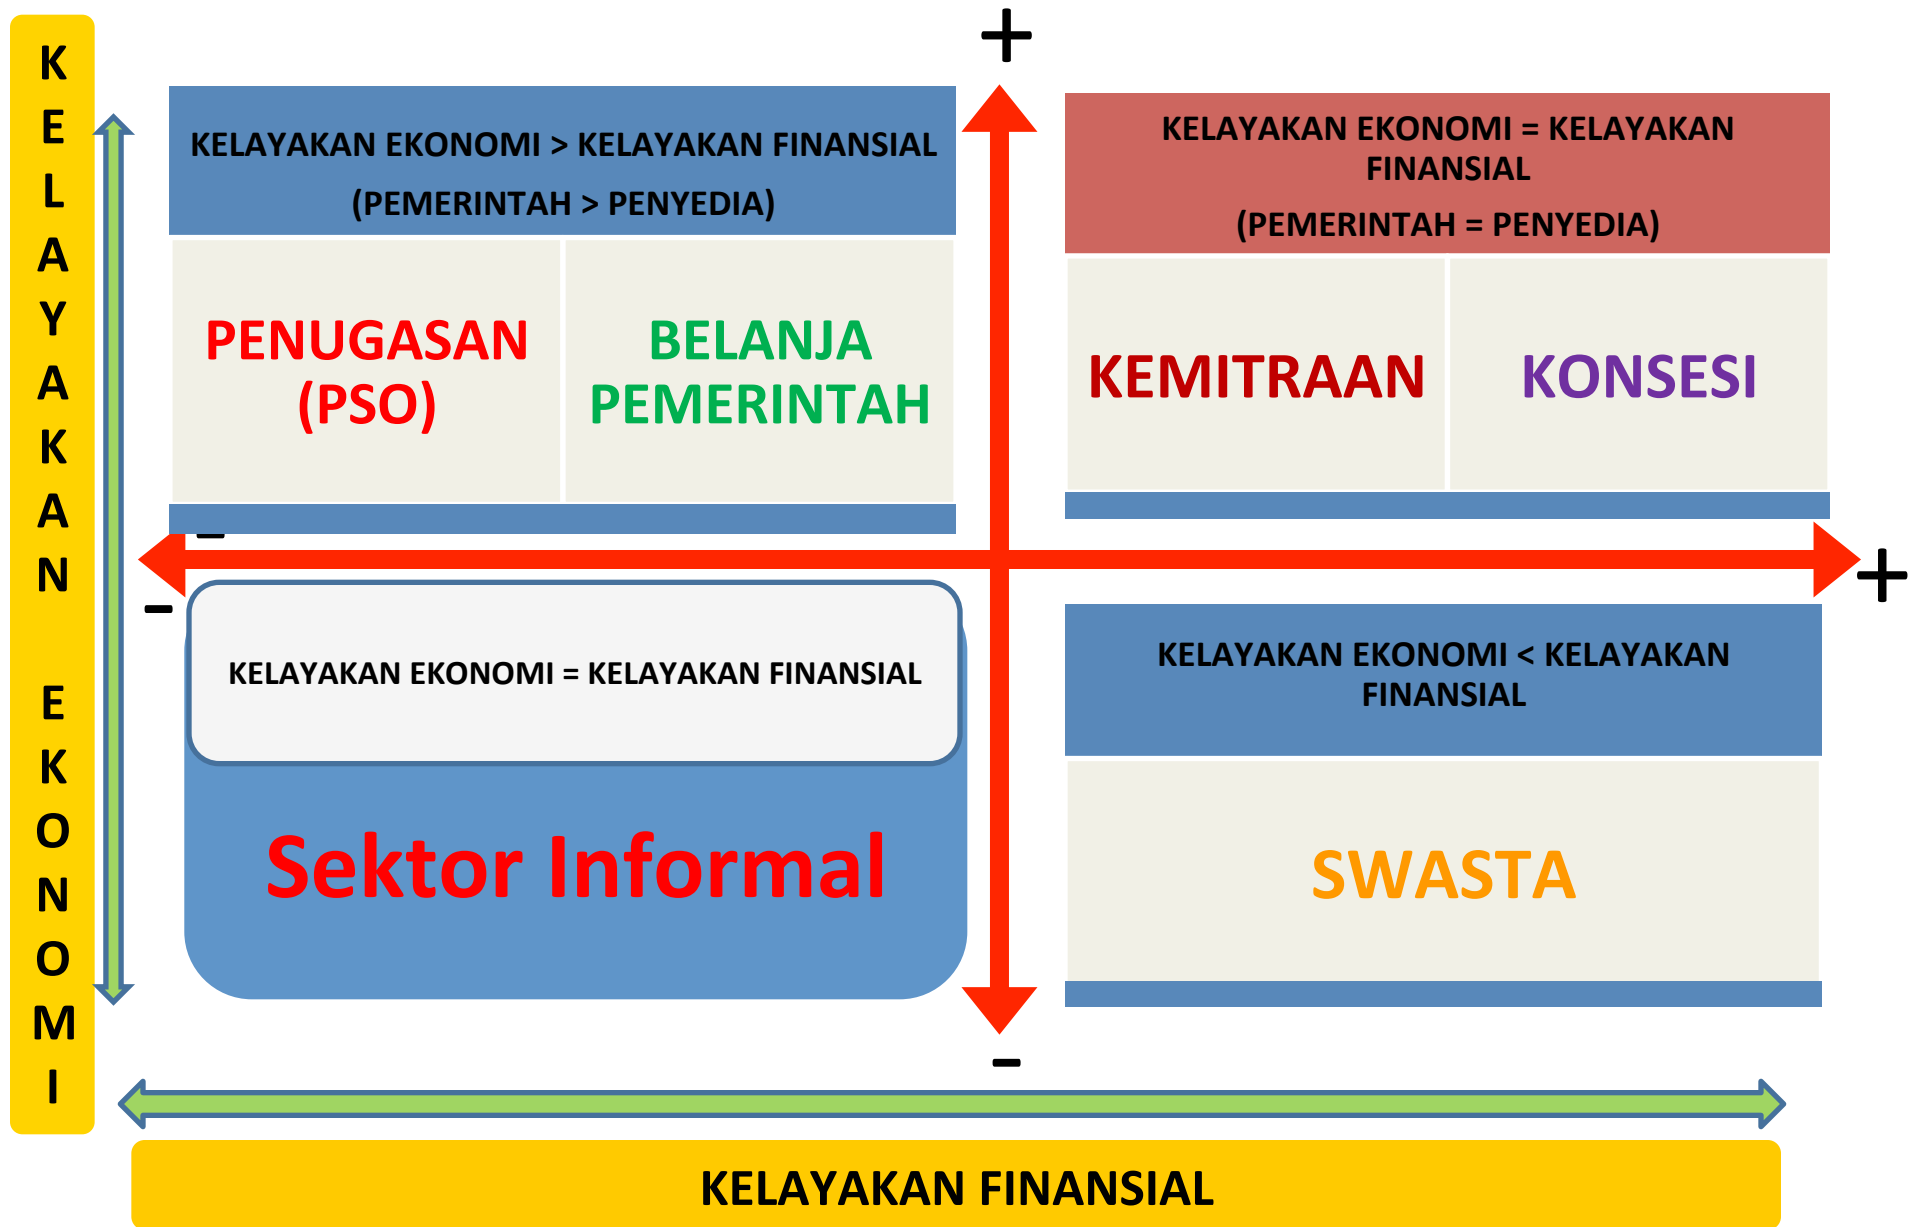 KELAYAKAN EKONOMI
+
KELAYAKAN EKONOMI > KELAYAKAN FINANSIAL
(PEMERINTAH > PENYEDIA)
PENUGASAN
(PSO)
BELANJA
PEMERINTAH
KELAYAKAN EKONOMI = KELAYAKAN
FINANSIAL
(PEMERINTAH = PENYEDIA)
KEMITRAAN
KONSESI
-
-
+
KELAYAKAN EKONOMI = KELAYAKAN FINANSIAL
Sektor Informal
KELAYAKAN EKONOMI < KELAYAKAN
FINANSIAL
SWASTA
-
KELAYAKAN FINANSIAL